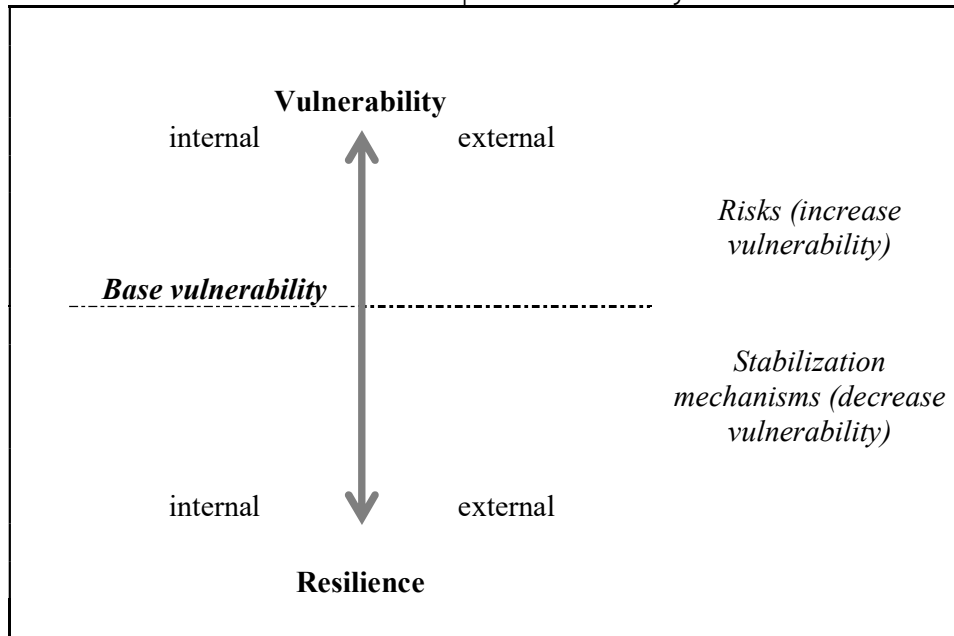 Vulnerability
internal external
Risks (increase
vulnerability)
Base vulnerability
Stabilization
mechanisms (decrease
vulnerability)
internal external
Resilience